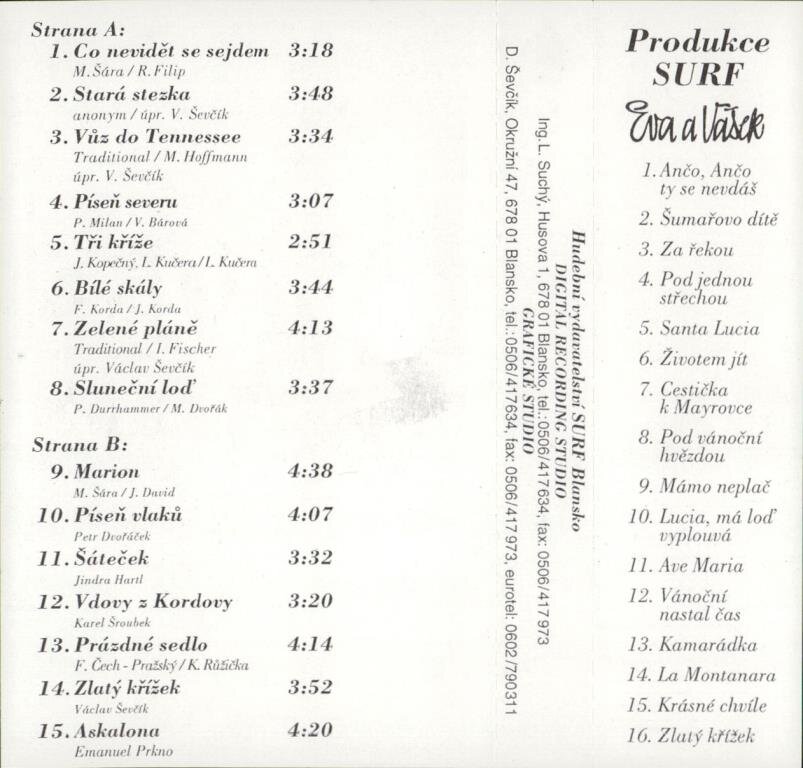 Strana A:
1. Co nevidět se sejdem 3:18
M. Šára / R. Filip
2. Stará stezka 3:48
anonym / úpr. V. Ševčík
3. Vůz do Tennessee 3:34
Traditional / M. Hoffmann
úpr. V. Ševčík
4. Píseň severu 3:07
P. Milan / V. Bárová
5. Tři kříže 2:51
J. Kopečný, L. Kučera / L. Kučera
6. Bílé skály 3:44
F. Korda / J. Korda
7. Zelené pláně 4:13
Traditional / I. Fischer
úpr. Václav Ševčík
8. Sluneční loď 3:37
P. Durrhammer / M. Dvořák
Strana B:
9. Marion 4:38
M. Šára / J. David
10. Píseň vlaků 4:07
Petr Dvořáček
11. Šáteček 3:32
Jindra Hartl
12. Vdovy z Kordovy 3:20
Karel Šroubek
13. Prázdné sedlo 4:14
F. Čech - Pražský / K. Růžička
14. Zlatý křížek 3:52
Václav Ševčík
15. Askalona 4:20
Emanuel Prkno
Hudební vydavatelství SURF Blansko
DIGITAL RECORDING STUDIO
Ing. L. Suchý, Husova 1, 678 01 Blansko, tel.: 0506/417634, fax: 0506/417973
GRAFICKÉ STUDIO
D. Ševčík, Okružní 47, 678 01 Blansko, tel.: 0506/417634, fax: 0506/417973, eurotel: 0602/790311
Produkce
SURF
Eva a Vašek
1. Ančo, Ančo
ty se nevdáš
2. Šumařovo dítě
3. Za řekou
4. Pod jednou
střechou
5. Santa Lucia
6. Životem jít
7. Cestička
k Mayrovce
8. Pod vánoční
hvězdou
9. Mámo neplač
10. Lucia, má loď
vyplouvá
11. Ave Maria
12. Vánoční
nastal čas
13. Kamarádka
14. La Montanara
15. Krásné chvíle
16. Zlatý křížek